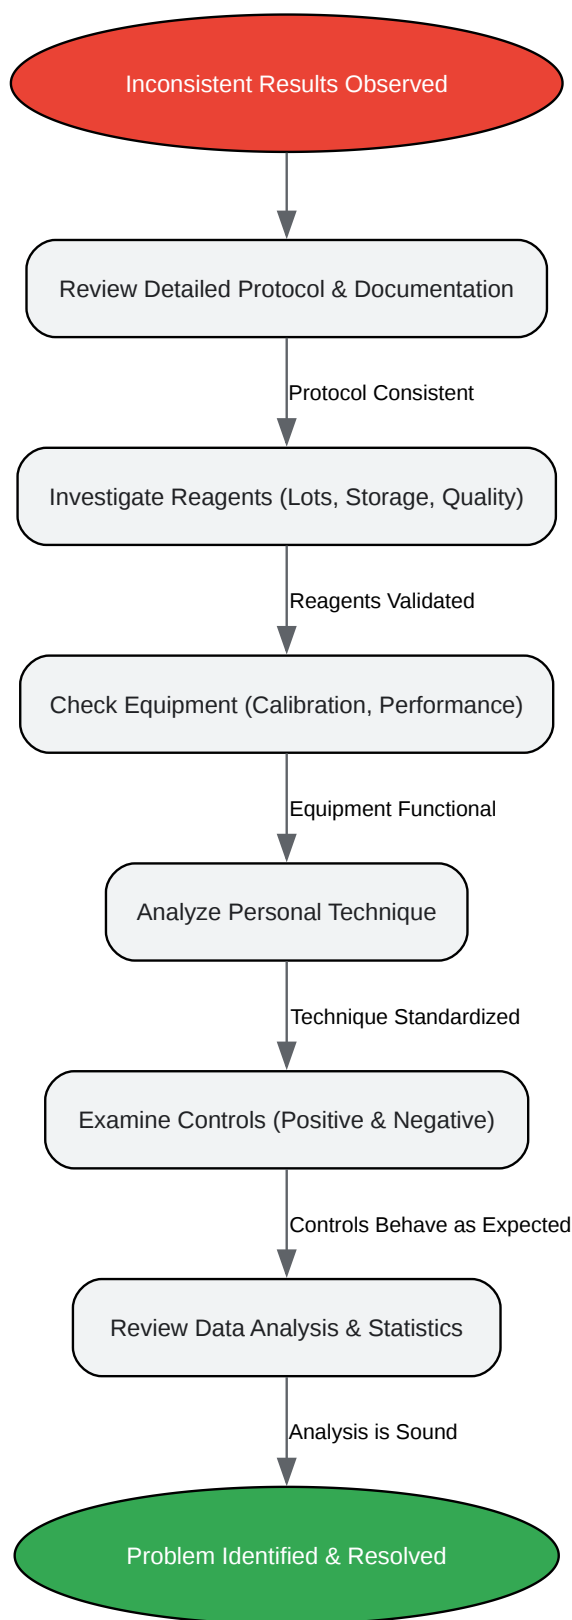 Inconsistent Results Observed
Review Detailed Protocol & Documentation
Protocol Consistent
Investigate Reagents (Lots, Storage, Quality)
Reagents Validated
Check Equipment (Calibration, Performance)
Equipment Functional
Analyze Personal Technique
Technique Standardized
Examine Controls (Positive & Negative)
Controls Behave as Expected
Review Data Analysis & Statistics
Analysis is Sound
Problem Identified & Resolved